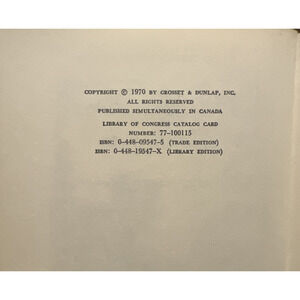 COPYRIGHT © 1970 BY GROSSET & DUNLAP, INC.
ALL RIGHTS RESERVED
PUBLISHED SIMULTANEOUSLY IN CANADA
LIBRARY OF CONGRESS CATALOG CARD
NUMBER: 77-100115
ISBN: 0-448-09547-5 (TRADE EDITION)
ISBN: 0-448-19547-X (LIBRARY EDITION)